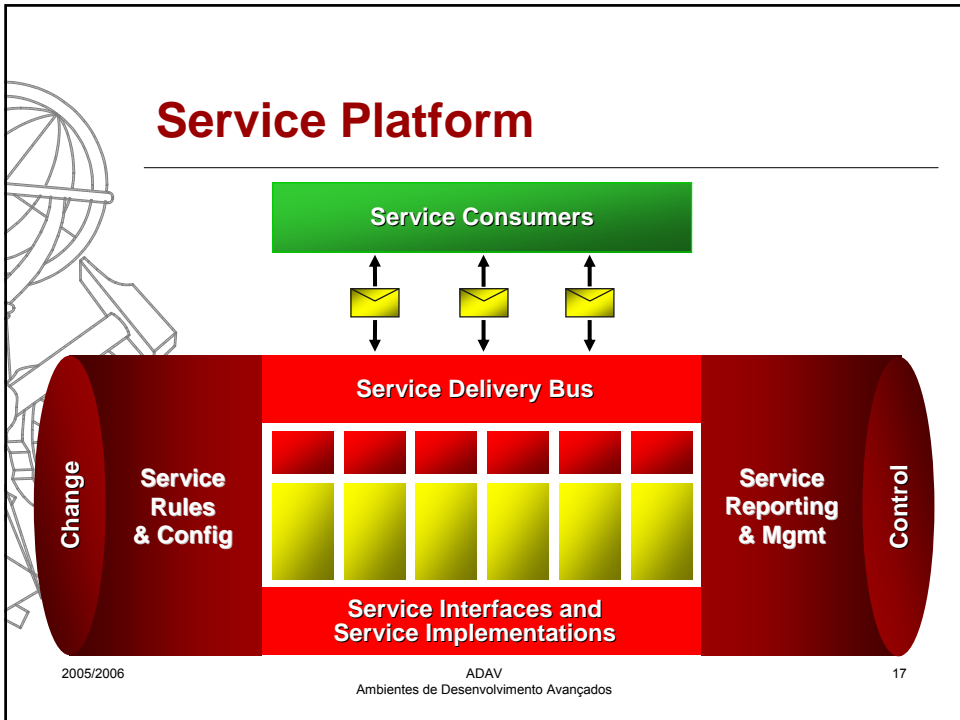 Service Platform
Service Consumers
Service Delivery Bus
Change
Service
Rules
& Config
Service
Reporting
& Mgmt
Control
Service Interfaces and
Service Implementations
2005/2006
ADAV
Ambientes de Desenvolvimento Avançados
17